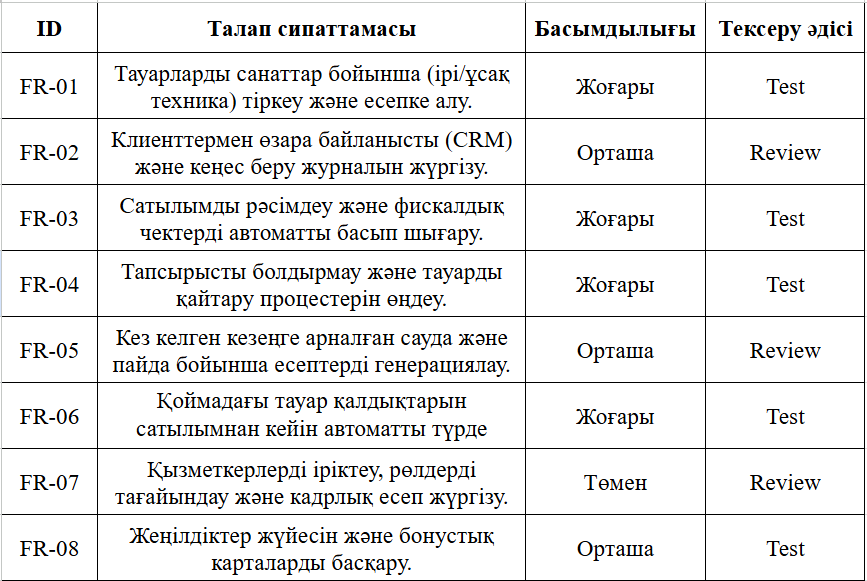 ID Талап сипаттамасы Басымдылығы Тексеру әдісі
FR-01 Тауарларды санаттар бойынша (ірі/ұсақ техника) тіркеу және есепке алу. Жоғары Test
FR-02 Клиенттермен өзара байланысты (CRM) және кеңес беру журналын жүргізу. Орташа Review
FR-03 Сатылымды рәсімдеу және фискалдық чектерді автоматты басып шығару. Жоғары Test
FR-04 Тапсырысты болдырмау және тауарды қайтару процестерін өңдеу. Жоғары Test
FR-05 Кез келген кезеңге арналған сауда және пайда бойынша есептерді генерациялау. Орташа Review
FR-06 Қоймадағы тауар қалдықтарын сатылымнан кейін автоматты түрде Жоғары Test
FR-07 Қызметкерлерді іріктеу, рөлдерді тағайындау және кадрлық есеп жүргізу. Төмен Review
FR-08 Жеңілдіктер жүйесін және бонустық карталарды басқару. Орташа Test